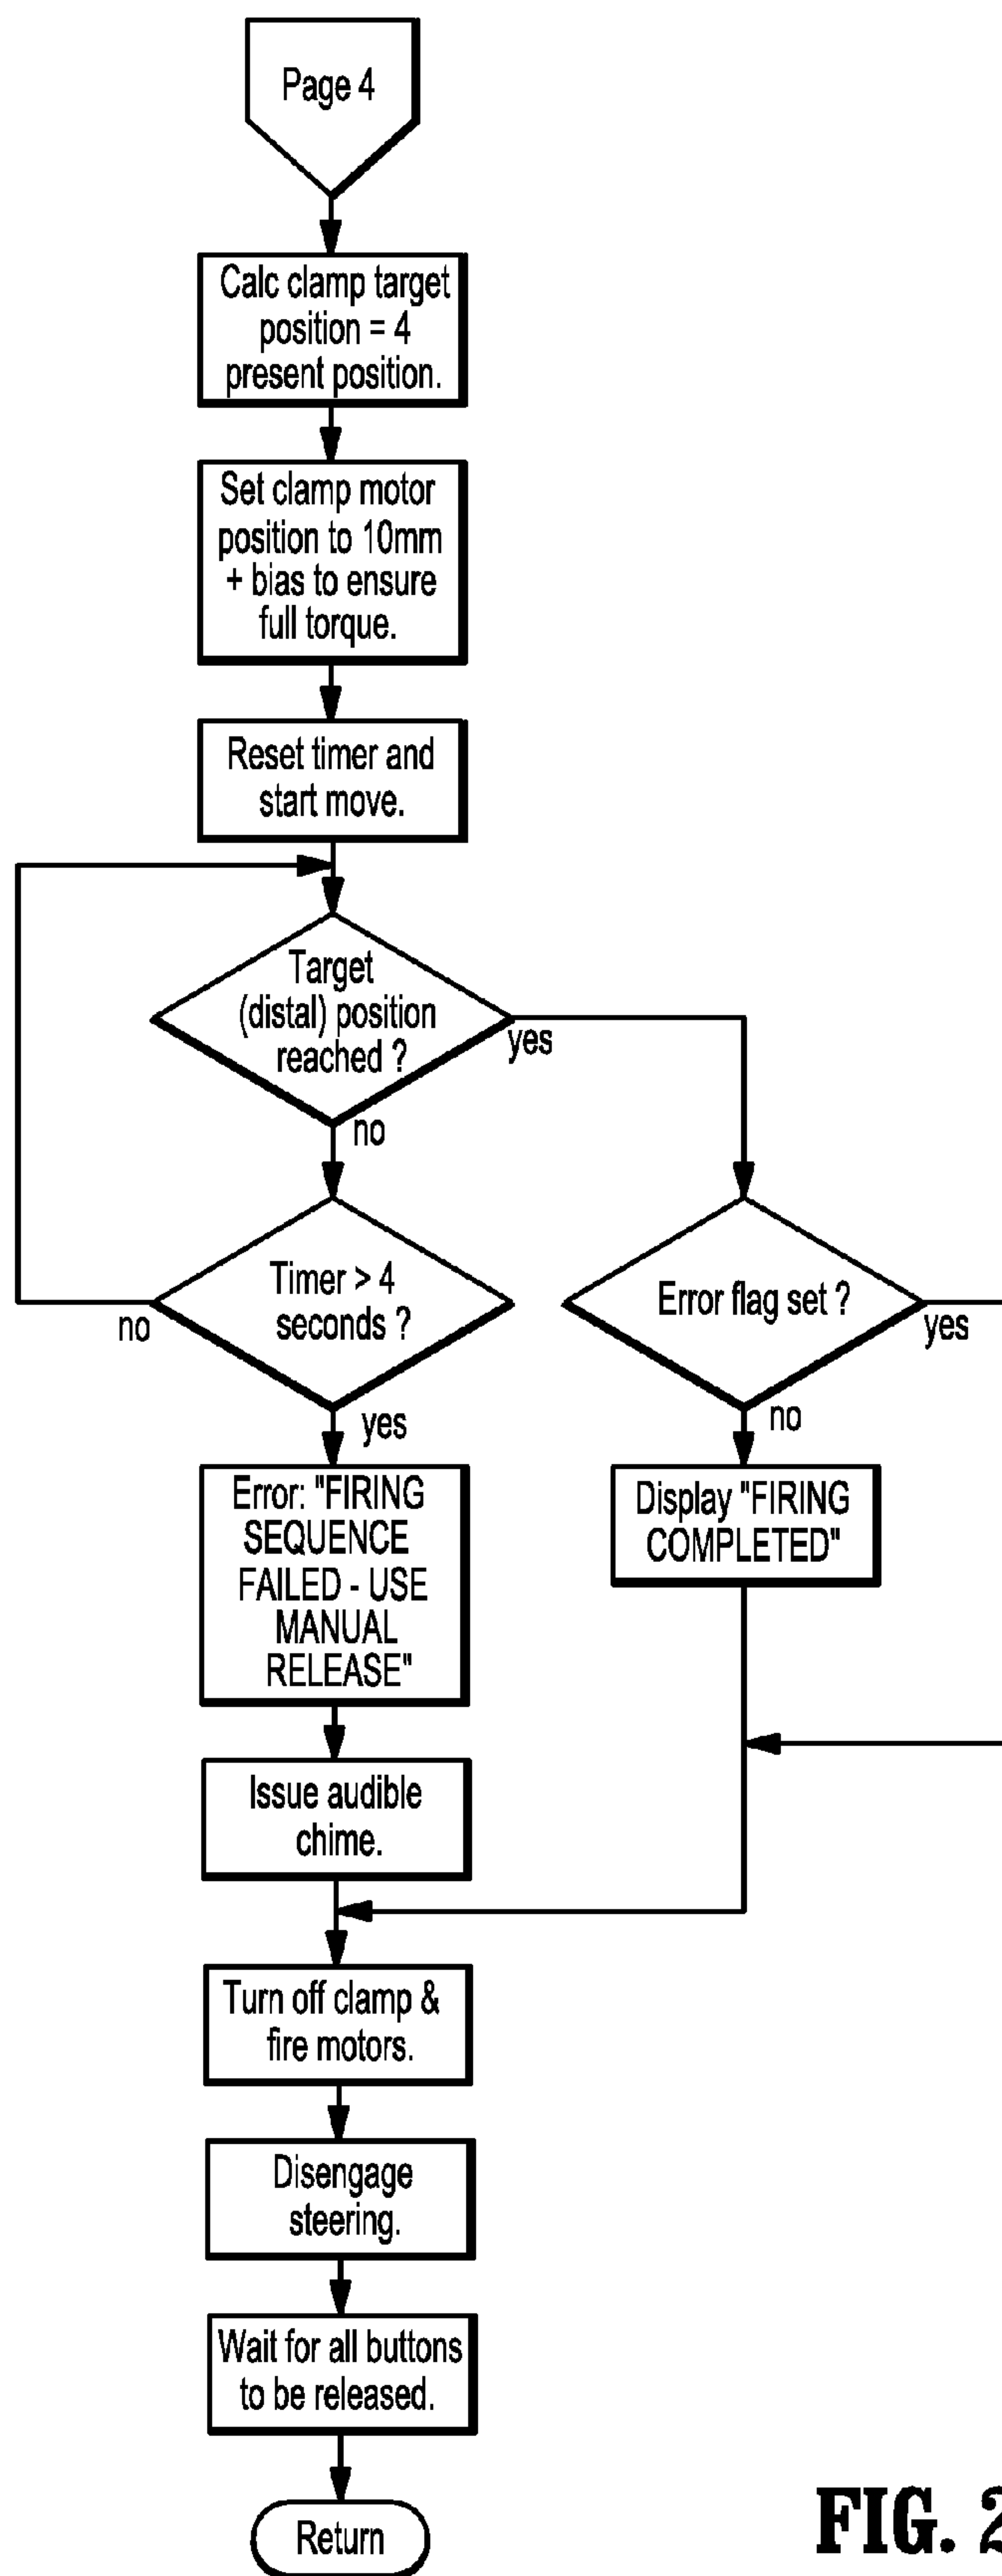 Page 4
Calc clamp target
position = 4
present position.
Set clamp motor
position to 10mm
+ bias to ensure
full torque.
Reset timer and
start move.
Target
(distal) position
reached ?
yes
no
Timer > 4
seconds ?
no
yes
Error flag set ?
yes
no
Error: "FIRING
SEQUENCE
FAILED - USE
MANUAL
RELEASE"
Display "FIRING
COMPLETED"
Issue audible
chime.
Turn off clamp &
fire motors.
Disengage
steering.
Wait for all buttons
to be released.
Return
FIG. 2